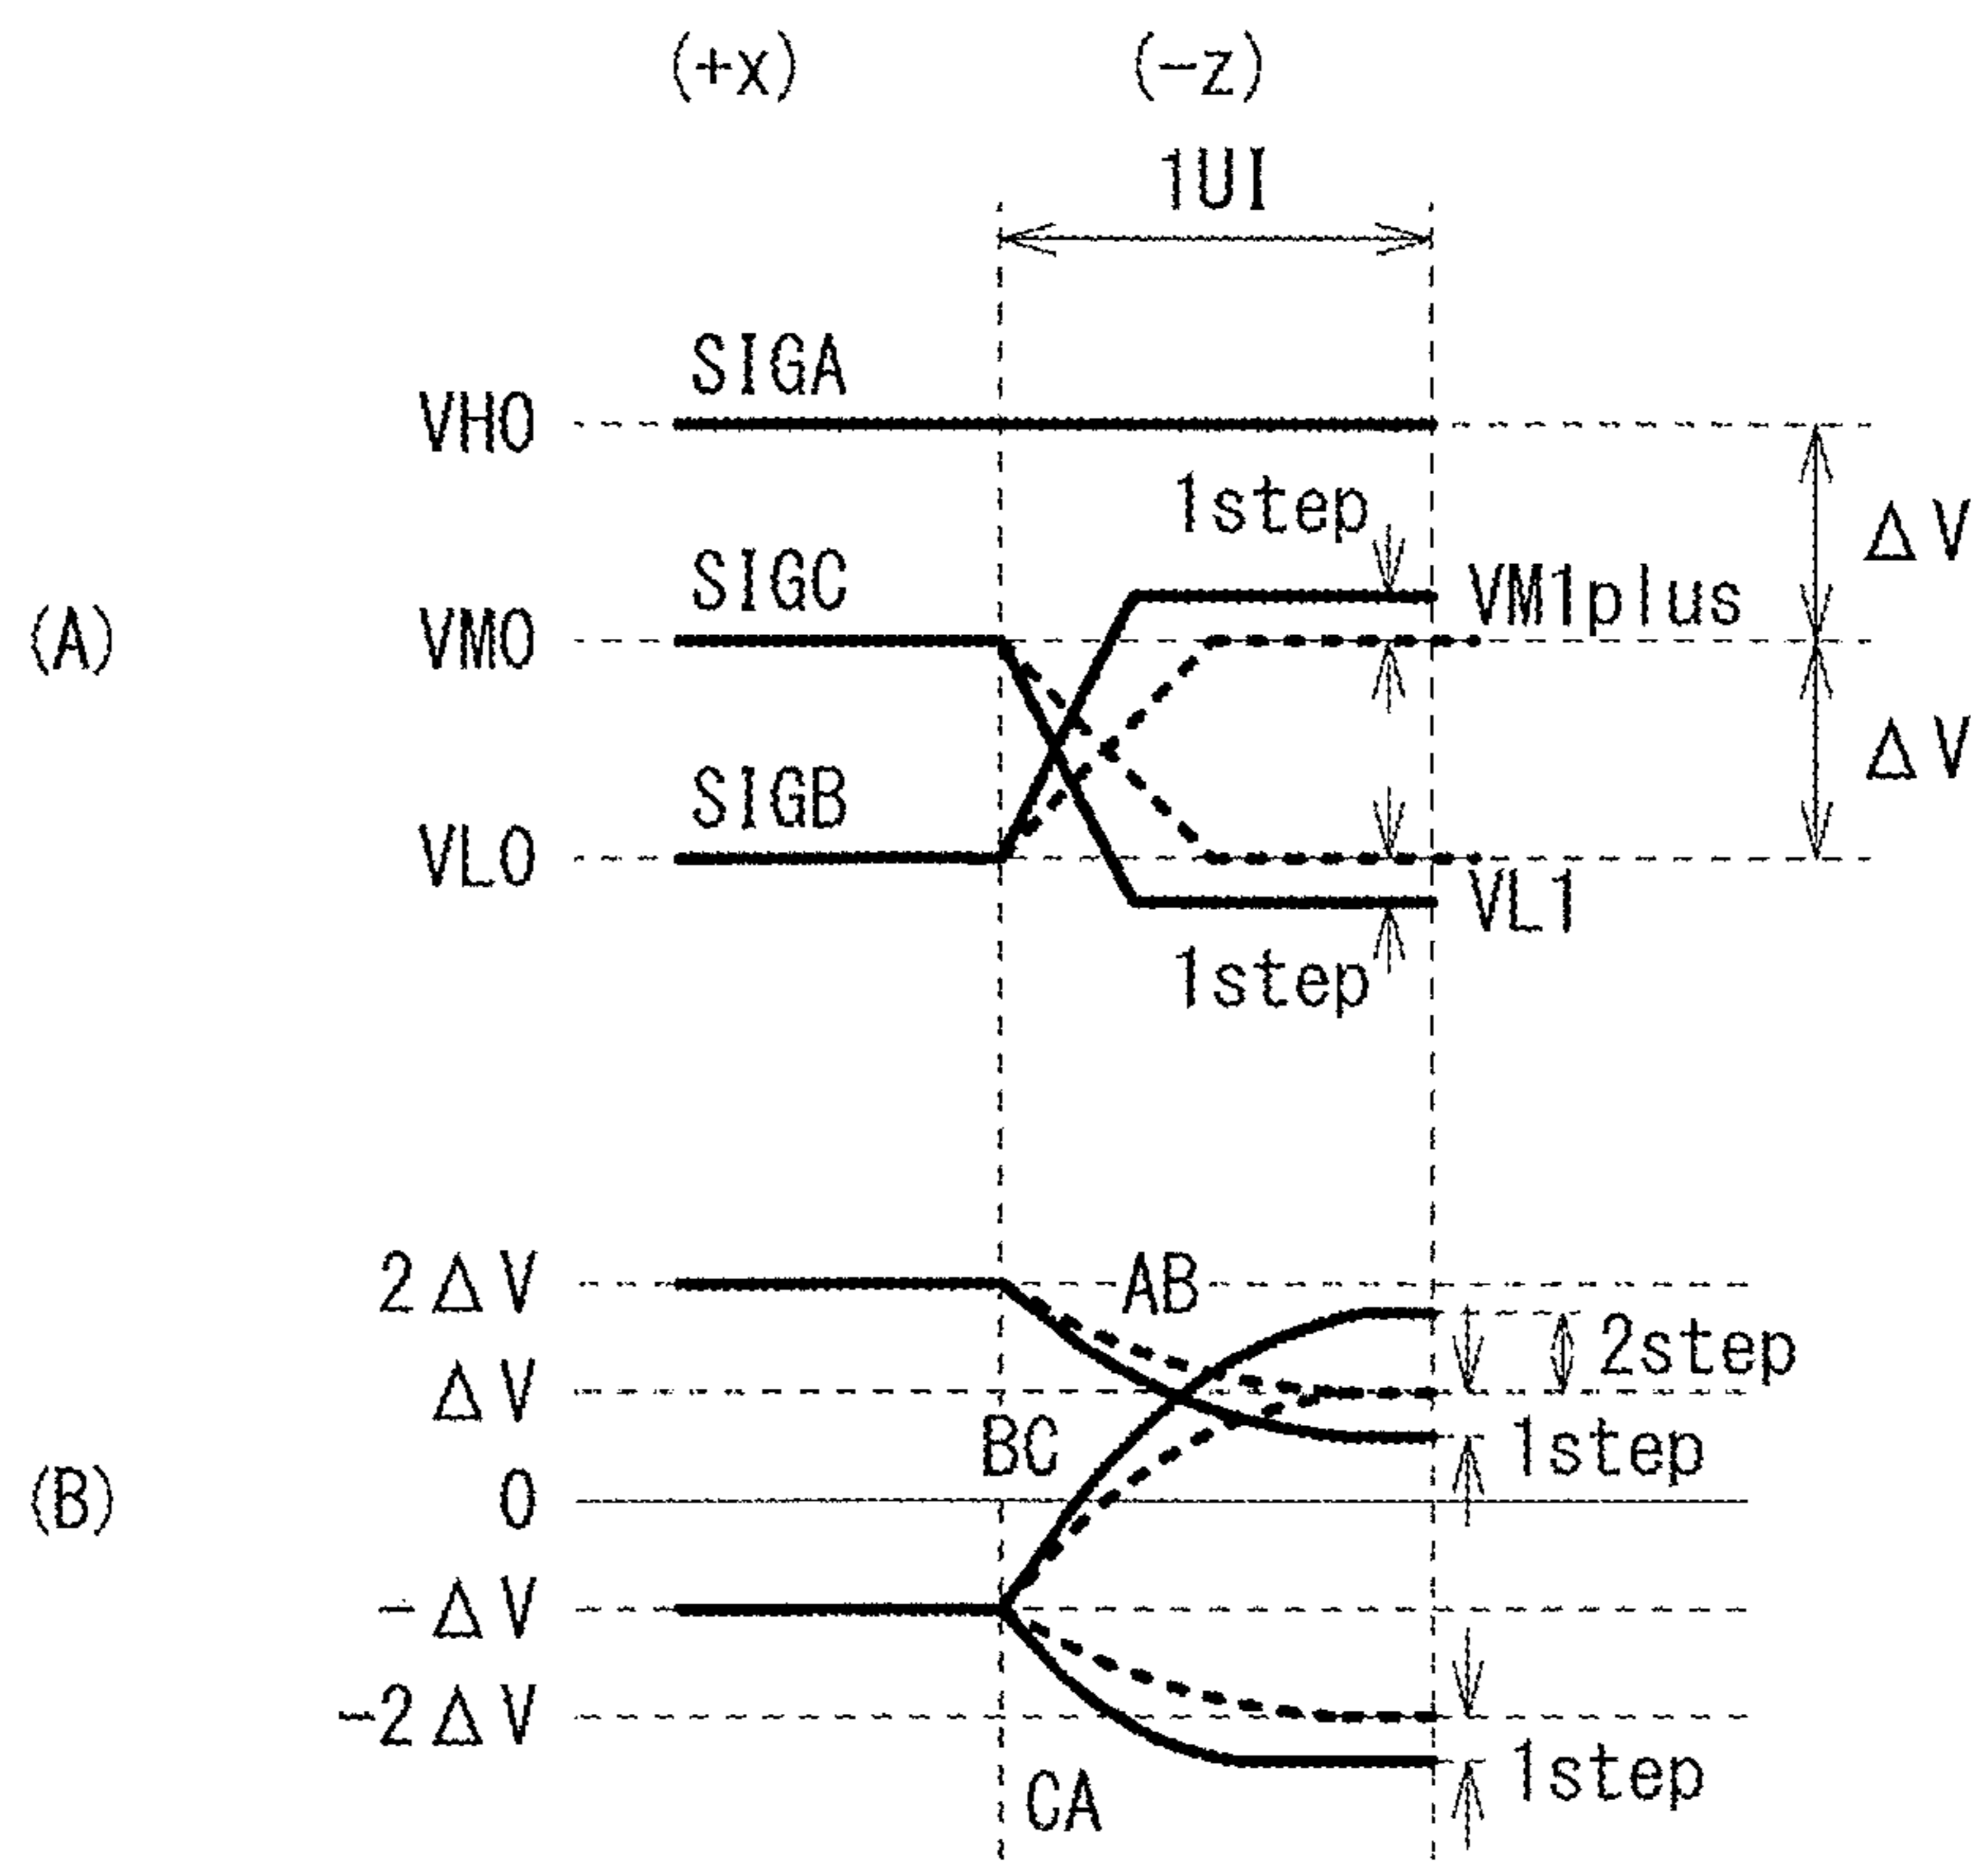 (+x) (-z)
1UI
SIGA
VH0
1step
ΔV
SIGC
VM1plus
(A)
VM0
SIGB
ΔV
VL0
VL1
1step
2ΔV
AB
2step
ΔV
BC
1step
(B)
0
-ΔV
-2ΔV
1step
CA